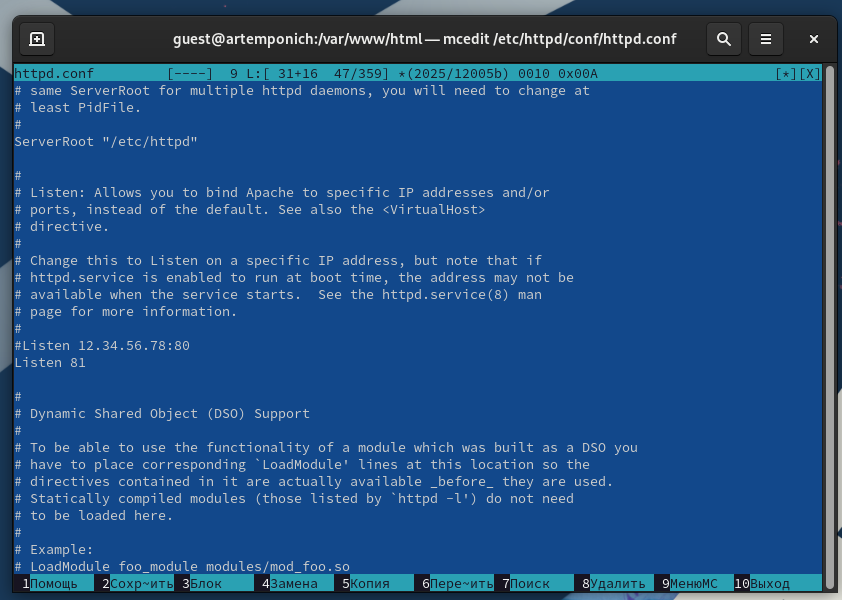 guest@artemponich:/var/www/html — mcedit /etc/httpd/conf/httpd.conf
httpd.conf [----] 9 L:[ 31+16 47/359] *(2025/12005b) 0010 0x00A [*][X]
# same ServerRoot for multiple httpd daemons, you will need to change at
# least PidFile.
#
ServerRoot "/etc/httpd"
#
# Listen: Allows you to bind Apache to specific IP addresses and/or
# ports, instead of the default. See also the <VirtualHost>
# directive.
#
# Change this to Listen on a specific IP address, but note that if
# httpd.service is enabled to run at boot time, the address may not be
# available when the service starts.  See the httpd.service(8) man
# page for more information.
#
#Listen 12.34.56.78:80
Listen 81
#
# Dynamic Shared Object (DSO) Support
#
# To be able to use the functionality of a module which was built as a DSO you
# have to place corresponding `LoadModule' lines at this location so the
# directives contained in it are actually available _before_ they are used.
# Statically compiled modules (those listed by `httpd -l') do not need
# to be loaded here.
#
# Example:
# LoadModule foo_module modules/mod_foo.so
1Помощь 2Сохр~ить 3Блок 4Замена 5Копия 6Пере~ить 7Поиск 8Удалить 9МенюMC 10Выход